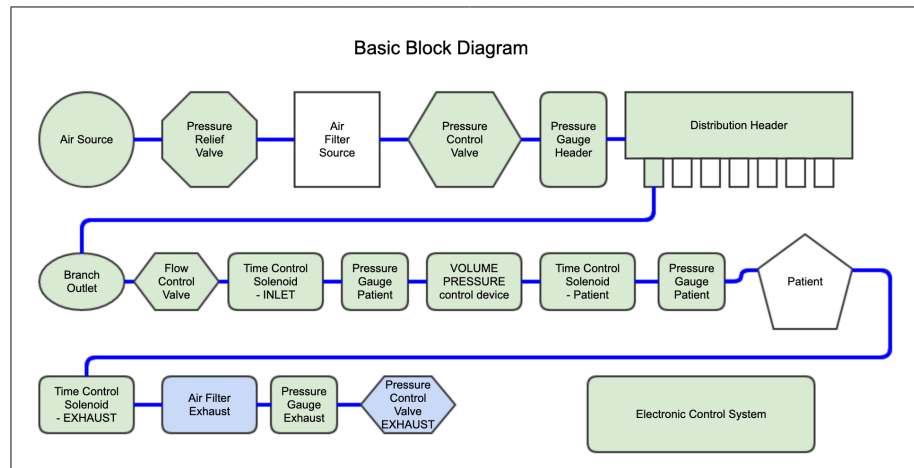 Basic Block Diagram
Air Source
Pressure
Relief
Valve
Air
Filter
Source
Pressure
Control
Valve
Pressure
Gauge
Header
Distribution Header
Branch
Outlet
Flow
Control
Valve
Time Control
Solenoid
- INLET
Pressure
Gauge
Patient
VOLUME
PRESSURE
control device
Time Control
Solenoid
- Patient
Pressure
Gauge
Patient
Patient
Time Control
Solenoid
- EXHAUST
Air Filter
Exhaust
Pressure
Gauge
Exhaust
Pressure
Control
Valve
EXHAUST
Electronic Control System